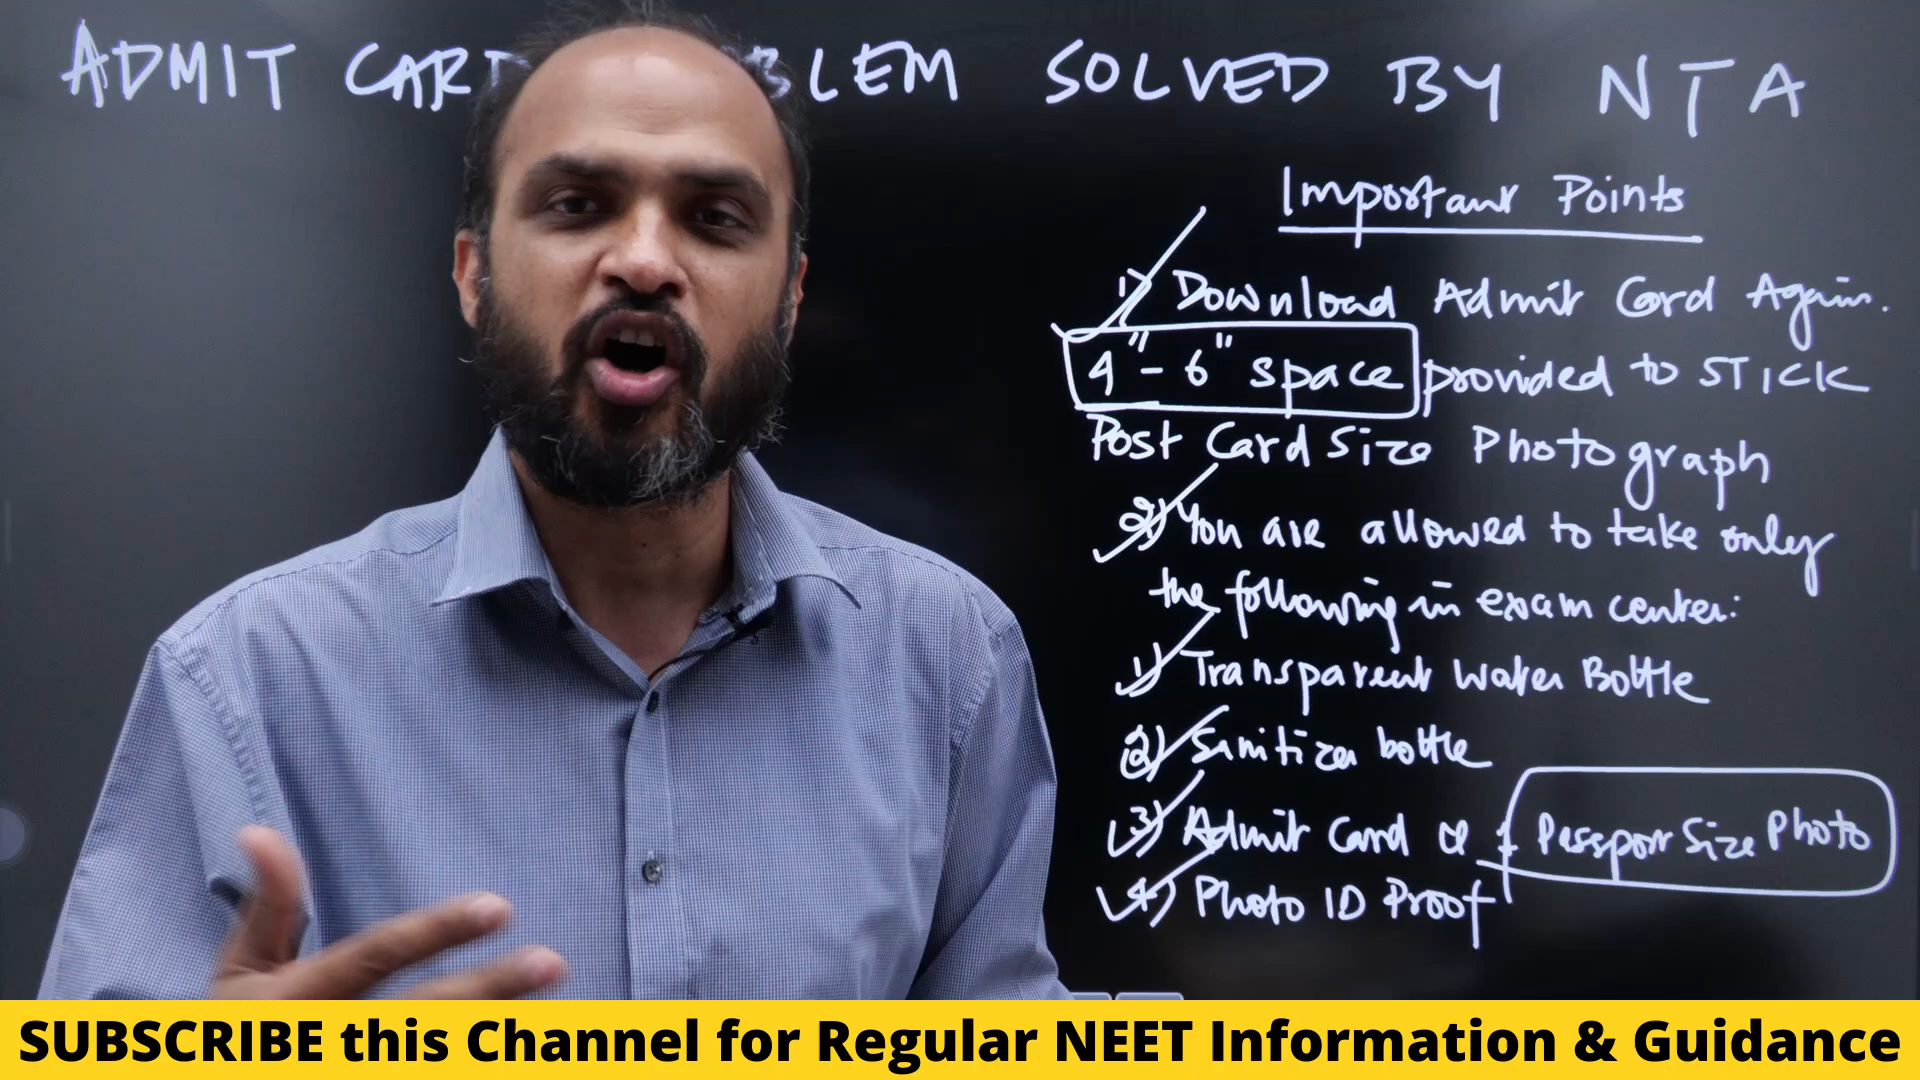 ADMIT CARD BLEM SOLVED BY NTA
Important Points
1) Download Admit Card Again.
4" - 6" space provided to STICK
Post Card Size Photograph
2) You are allowed to take only
the following in exam center:
1) Transparent Water Bottle
2) Sanitizer bottle
3) Admit Card & + Passport Size Photo
4) Photo ID Proof
SUBSCRIBE this Channel for Regular NEET Information & Guidance